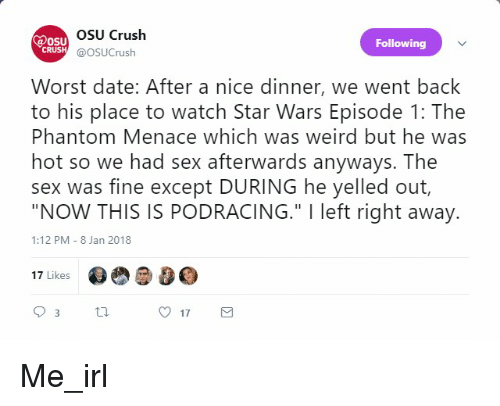 @OSU
CRUSH
OSU Crush
@OSUCrush
Following
Worst date: After a nice dinner, we went back
to his place to watch Star Wars Episode 1: The
Phantom Menace which was weird but he was
hot so we had sex afterwards anyways. The
sex was fine except DURING he yelled out,
"NOW THIS IS PODRACING." I left right away.
1:12 PM - 8 Jan 2018
17 Likes
3
17
Me_irl